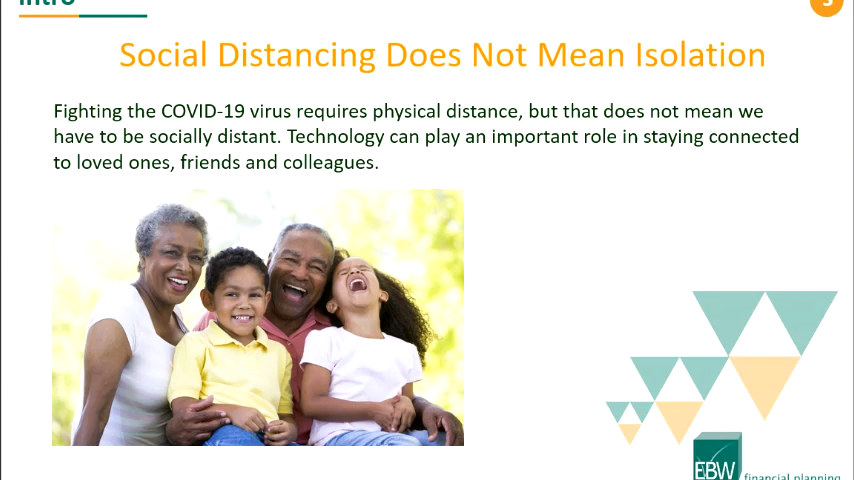 Intro
Social Distancing Does Not Mean Isolation
Fighting the COVID-19 virus requires physical distance, but that does not mean we
have to be socially distant. Technology can play an important role in staying connected
to loved ones, friends and colleagues.
EBW
financial planning